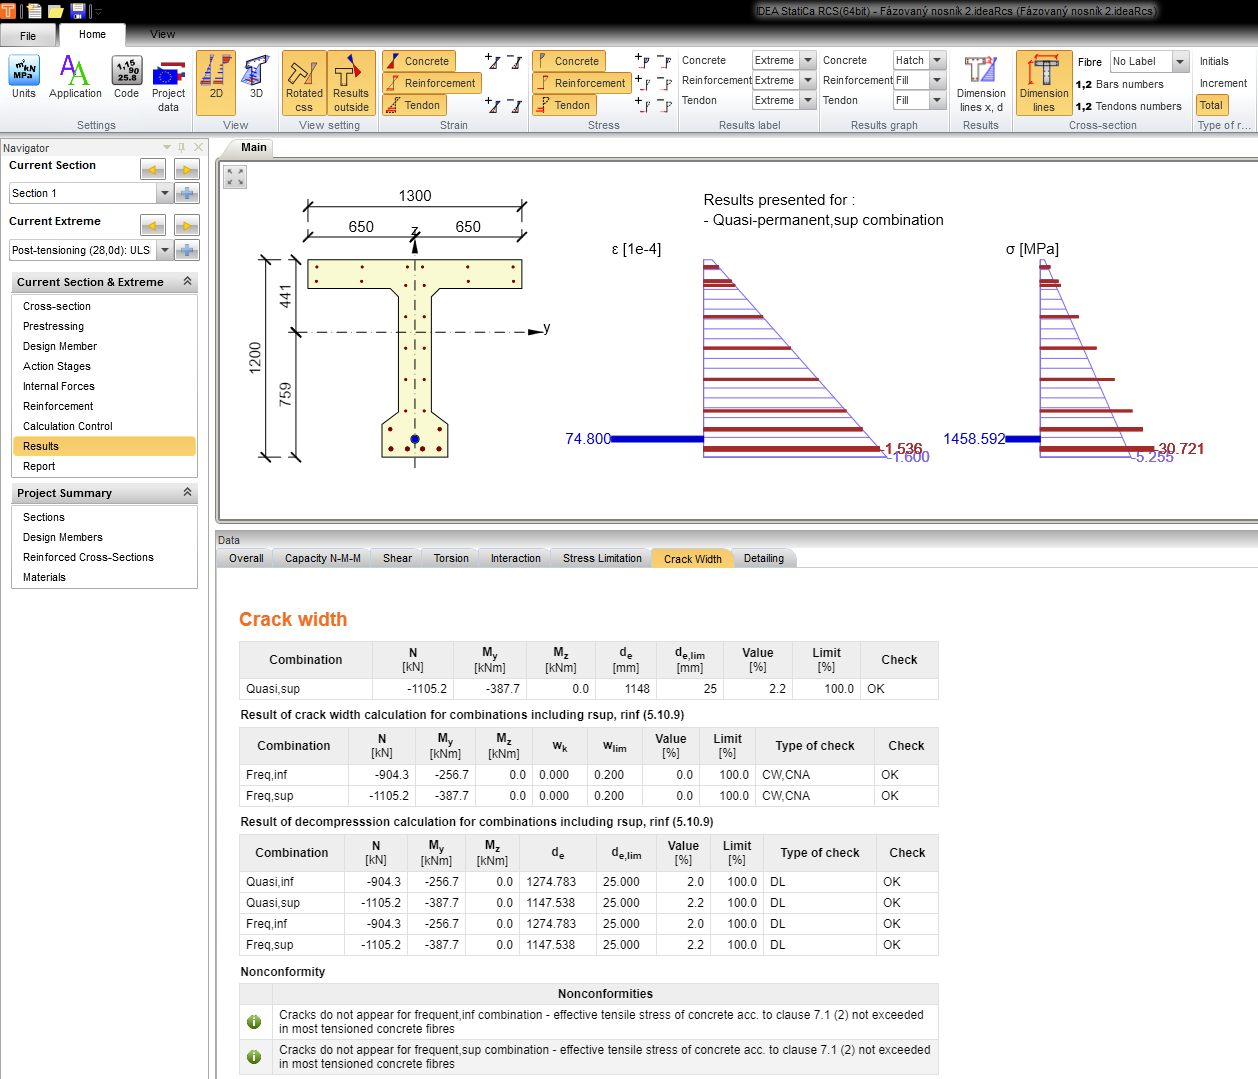 IDEA StatiCa RCS(64bit) - Fázovaný nosník 2.ideaRcs (Fázovaný nosník 2.ideaRcs)
File Home View
m²kN MPa
1,15 ,90 25.8
Units Application Code Project data
Settings
2D 3D
View
Rotated css Results outside
View setting
Concrete
Reinforcement
Tendon
Strain
Concrete
Reinforcement
Tendon
Stress
Concrete Extreme
Reinforcement Extreme
Tendon Extreme
Results label
Concrete Hatch
Reinforcement Fill
Tendon Fill
Results graph
Dimension lines x, d
Results
Dimension lines
Fibre No Label
1,2 Bars numbers
1,2 Tendons numbers
Cross-section
Initials
Increment
Total
Type of r...
Navigator
Current Section
Section 1
Current Extreme
Post-tensioning (28,0d): ULS
Current Section & Extreme
Cross-section
Prestressing
Design Member
Action Stages
Internal Forces
Reinforcement
Calculation Control
Results
Report
Project Summary
Sections
Design Members
Reinforced Cross-Sections
Materials
Main
1300
650 650
z
y
441
1200
759
Results presented for :
- Quasi-permanent,sup combination
ε [1e-4]
σ [MPa]
74.800
-1.536
-1.600
1458.592
-30.721
-5.255
Data
Overall Capacity N-M-M Shear Torsion Interaction Stress Limitation Crack Width Detailing
Crack width
Combination N [kN] My [kNm] Mz [kNm] de [mm] de,lim [mm] Value [%] Limit [%] Check
Quasi,sup -1105.2 -387.7 0.0 1148 25 2.2 100.0 OK
Result of crack width calculation for combinations including rsup, rinf (5.10.9)
Combination N [kN] My [kNm] Mz [kNm] wk wlim Value [%] Limit [%] Type of check Check
Freq,inf -904.3 -256.7 0.0 0.000 0.200 0.0 100.0 CW,CNA OK
Freq,sup -1105.2 -387.7 0.0 0.000 0.200 0.0 100.0 CW,CNA OK
Result of decompresssion calculation for combinations including rsup, rinf (5.10.9)
Combination N [kN] My [kNm] Mz [kNm] de de,lim Value [%] Limit [%] Type of check Check
Quasi,inf -904.3 -256.7 0.0 1274.783 25.000 2.0 100.0 DL OK
Quasi,sup -1105.2 -387.7 0.0 1147.538 25.000 2.2 100.0 DL OK
Freq,inf -904.3 -256.7 0.0 1274.783 25.000 2.0 100.0 DL OK
Freq,sup -1105.2 -387.7 0.0 1147.538 25.000 2.2 100.0 DL OK
Nonconformity
Nonconformities
Cracks do not appear for frequent,inf combination - effective tensile stress of concrete acc. to clause 7.1 (2) not exceeded
in most tensioned concrete fibres
Cracks do not appear for frequent,sup combination - effective tensile stress of concrete acc. to clause 7.1 (2) not exceeded
in most tensioned concrete fibres